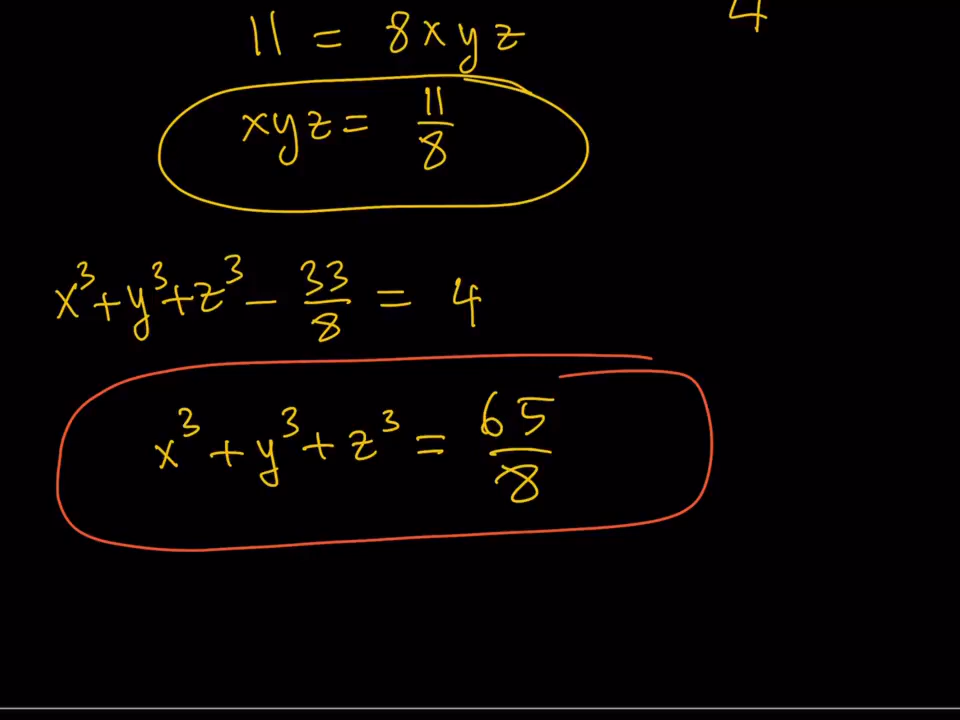 4
11 = 8xyz
xyz = 11/8
x³+y³+z³ - 33/8 = 4
x³+y³+z³ = 65/8